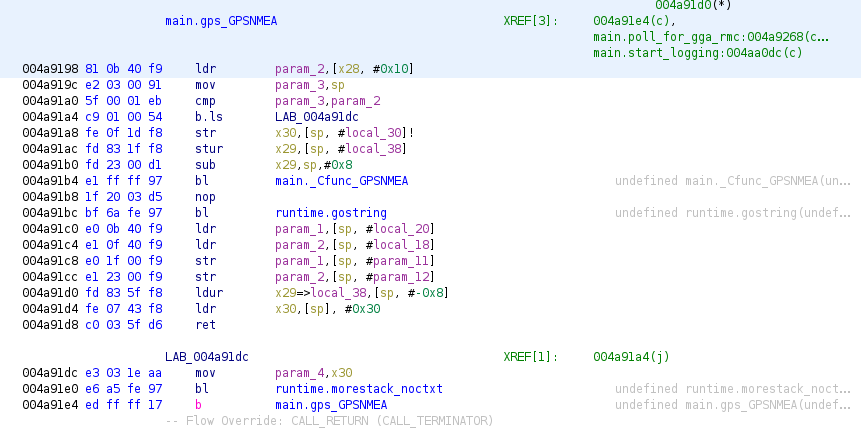 004a91d0(*)
main.gps_GPSNMEA XREF[3]: 004a91e4(c),
main.poll_for_gga_rmc:004a9268(c...
main.start_logging:004aa0dc(c)
004a9198 81 0b 40 f9 ldr param_2,[x28, #0x10]
004a919c e2 03 00 91 mov param_3,sp
004a91a0 5f 00 01 eb cmp param_3,param_2
004a91a4 c9 01 00 54 b.ls LAB_004a91dc
004a91a8 fe 0f 1d f8 str x30,[sp, #local_30]!
004a91ac fd 83 1f f8 stur x29,[sp, #local_38]
004a91b0 fd 23 00 d1 sub x29,sp,#0x8
004a91b4 e1 ff ff 97 bl main._Cfunc_GPSNMEA undefined main._Cfunc_GPSNMEA(un...
004a91b8 1f 20 03 d5 nop
004a91bc bf 6a fe 97 bl runtime.gostring undefined runtime.gostring(undef...
004a91c0 e0 0b 40 f9 ldr param_1,[sp, #local_20]
004a91c4 e1 0f 40 f9 ldr param_2,[sp, #local_18]
004a91c8 e0 1f 00 f9 str param_1,[sp, #param_11]
004a91cc e1 23 00 f9 str param_2,[sp, #param_12]
004a91d0 fd 83 5f f8 ldur x29=>local_38,[sp, #-0x8]
004a91d4 fe 07 43 f8 ldr x30,[sp], #0x30
004a91d8 c0 03 5f d6 ret
LAB_004a91dc XREF[1]: 004a91a4(j)
004a91dc e3 03 1e aa mov param_4,x30
004a91e0 e6 a5 fe 97 bl runtime.morestack_noctxt undefined runtime.morestack_noct...
004a91e4 ed ff ff 17 b main.gps_GPSNMEA undefined main.gps_GPSNMEA(undef...
-- Flow Override: CALL_RETURN (CALL_TERMINATOR)